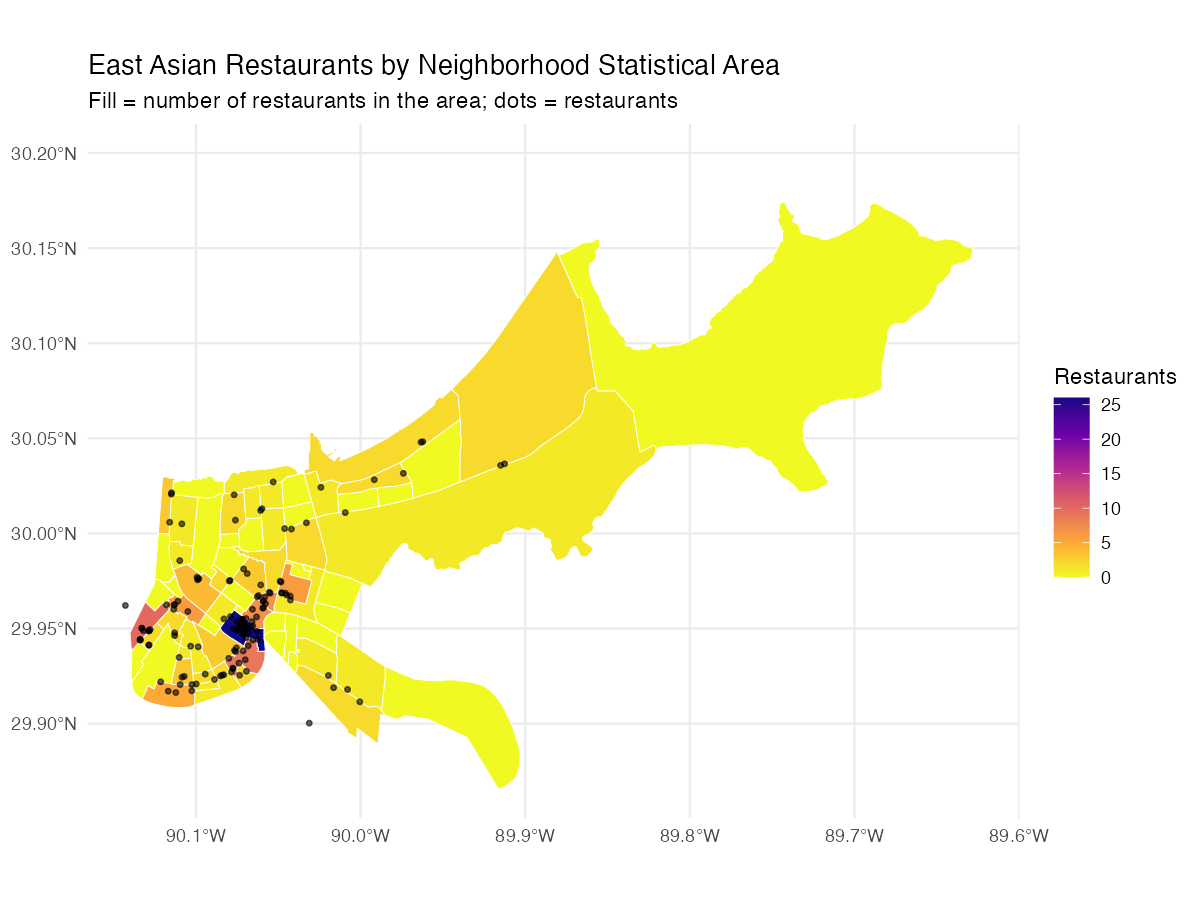 East Asian Restaurants by Neighborhood Statistical Area
Fill = number of restaurants in the area; dots = restaurants
30.20°N
30.15°N
30.10°N
30.05°N
30.00°N
29.95°N
29.90°N
90.1°W
90.0°W
89.9°W
89.8°W
89.7°W
89.6°W
Restaurants
25
20
15
10
5
0